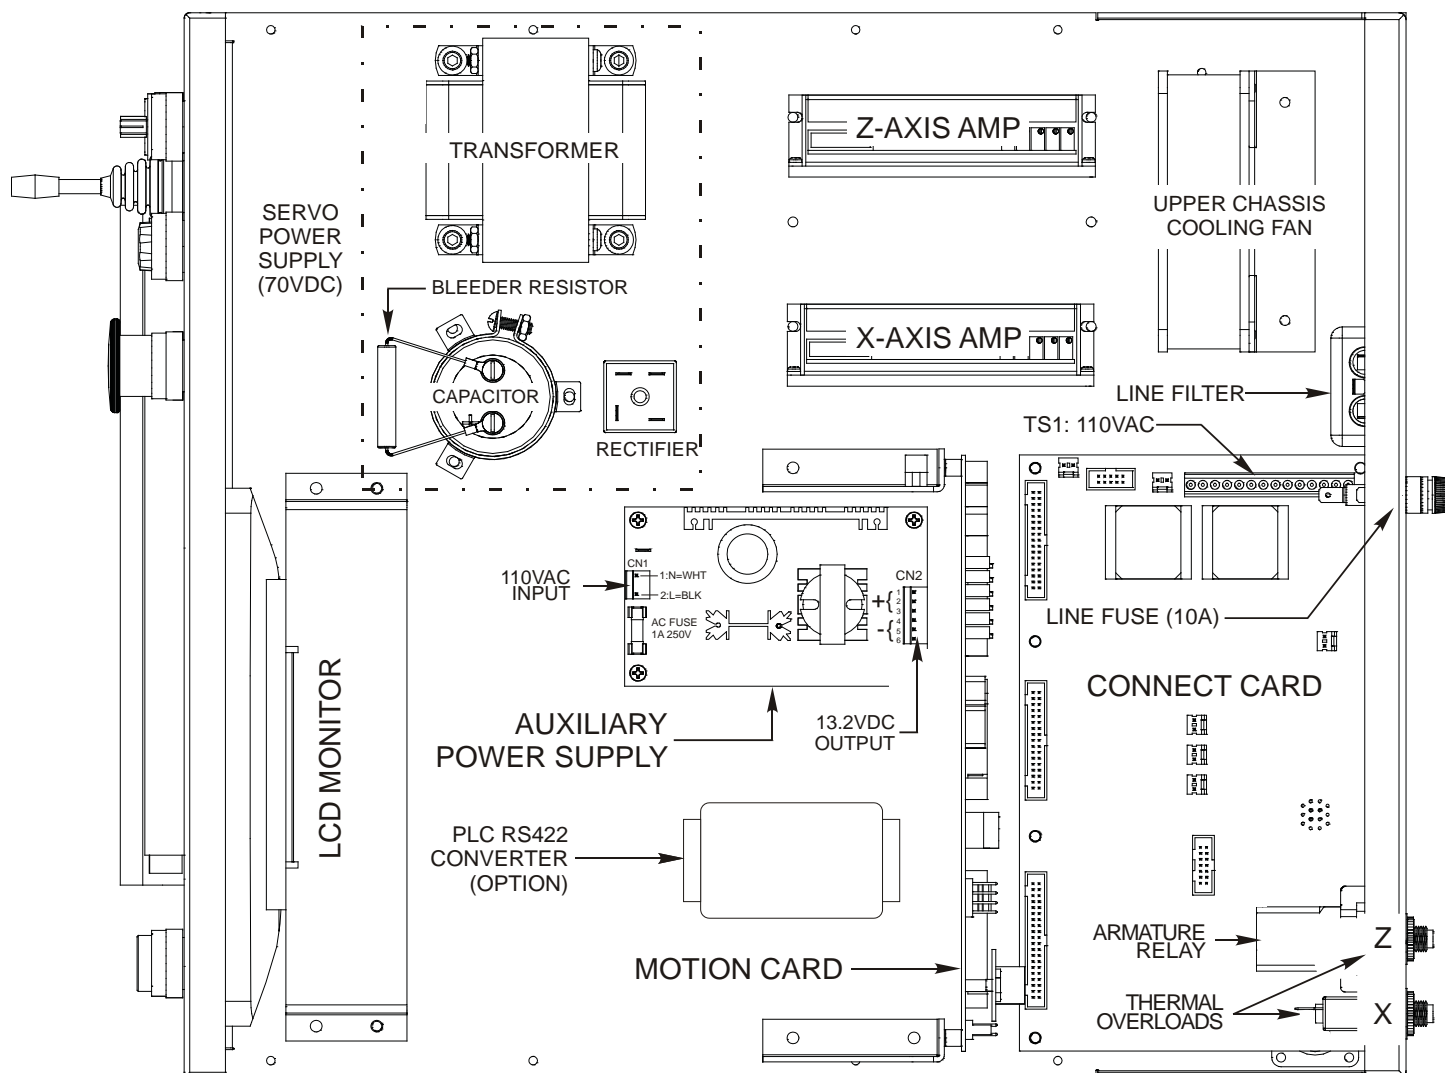 TRANSFORMER
Z-AXIS AMP
UPPER CHASSIS
COOLING FAN
SERVO
POWER
SUPPLY
(70VDC)
BLEEDER RESISTOR
X-AXIS AMP
CAPACITOR
RECTIFIER
LINE FILTER
TS1: 110VAC
110VAC
INPUT
CN1
1:N=WHT
2:L=BLK
AC FUSE
1A 250V
CN2
+{
-{
1
2
3
4
5
6
LINE FUSE (10A)
LCD MONITOR
AUXILIARY
POWER SUPPLY
13.2VDC
OUTPUT
CONNECT CARD
PLC RS422
CONVERTER
(OPTION)
MOTION CARD
ARMATURE
RELAY
Z
THERMAL
OVERLOADS
X